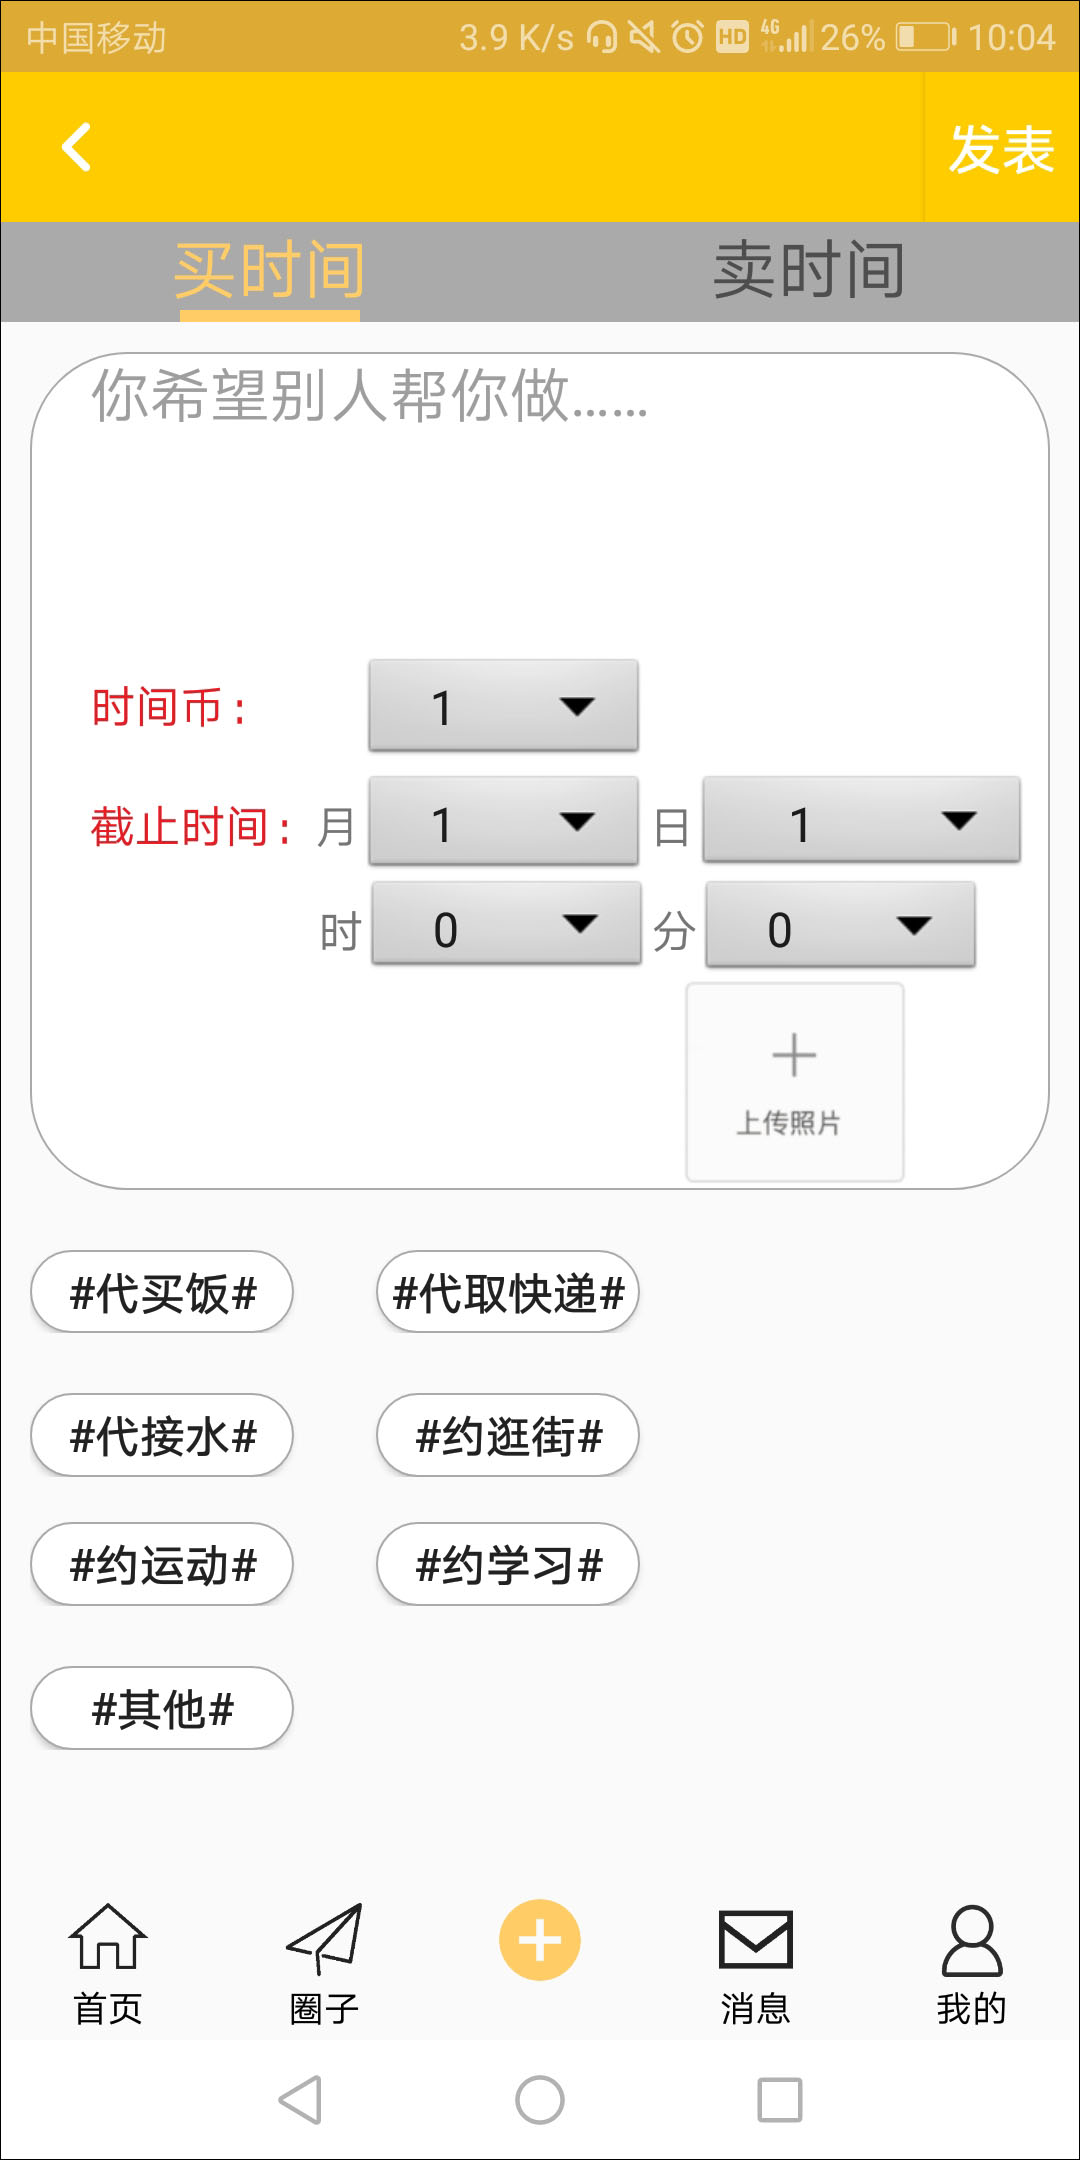 中国移动 3.9 K/s HD 4G 26% 10:04
发表
买时间 卖时间
你希望别人帮你做……
时间币： 1
截止时间： 月 1 日 1
时 0 分 0
上传照片
#代买饭# #代取快递#
#代接水# #约逛街#
#约运动# #约学习#
#其他#
首页 圈子 消息 我的